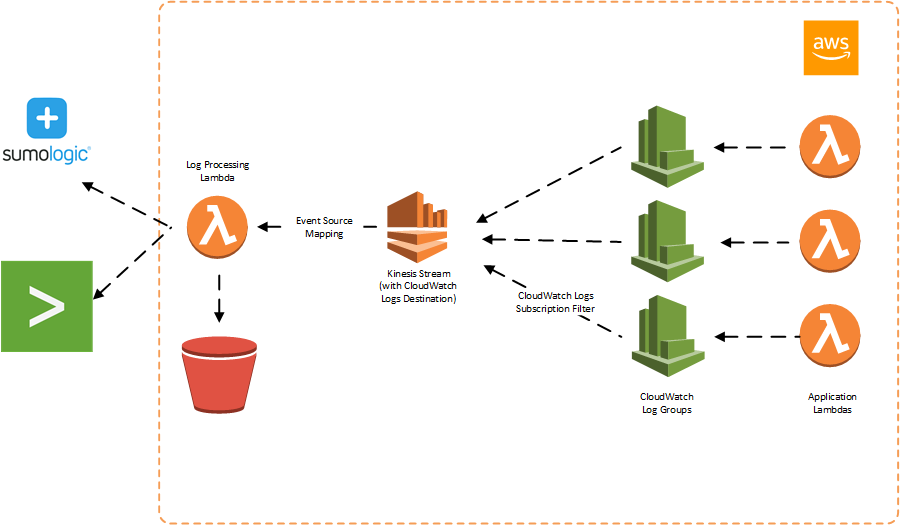 aws
sumologic
Log Processing
Lambda
Event Source
Mapping
Kinesis Stream
(with CloudWatch
Logs Destination)
CloudWatch Logs
Subscription Filter
CloudWatch
Log Groups
Application
Lambdas